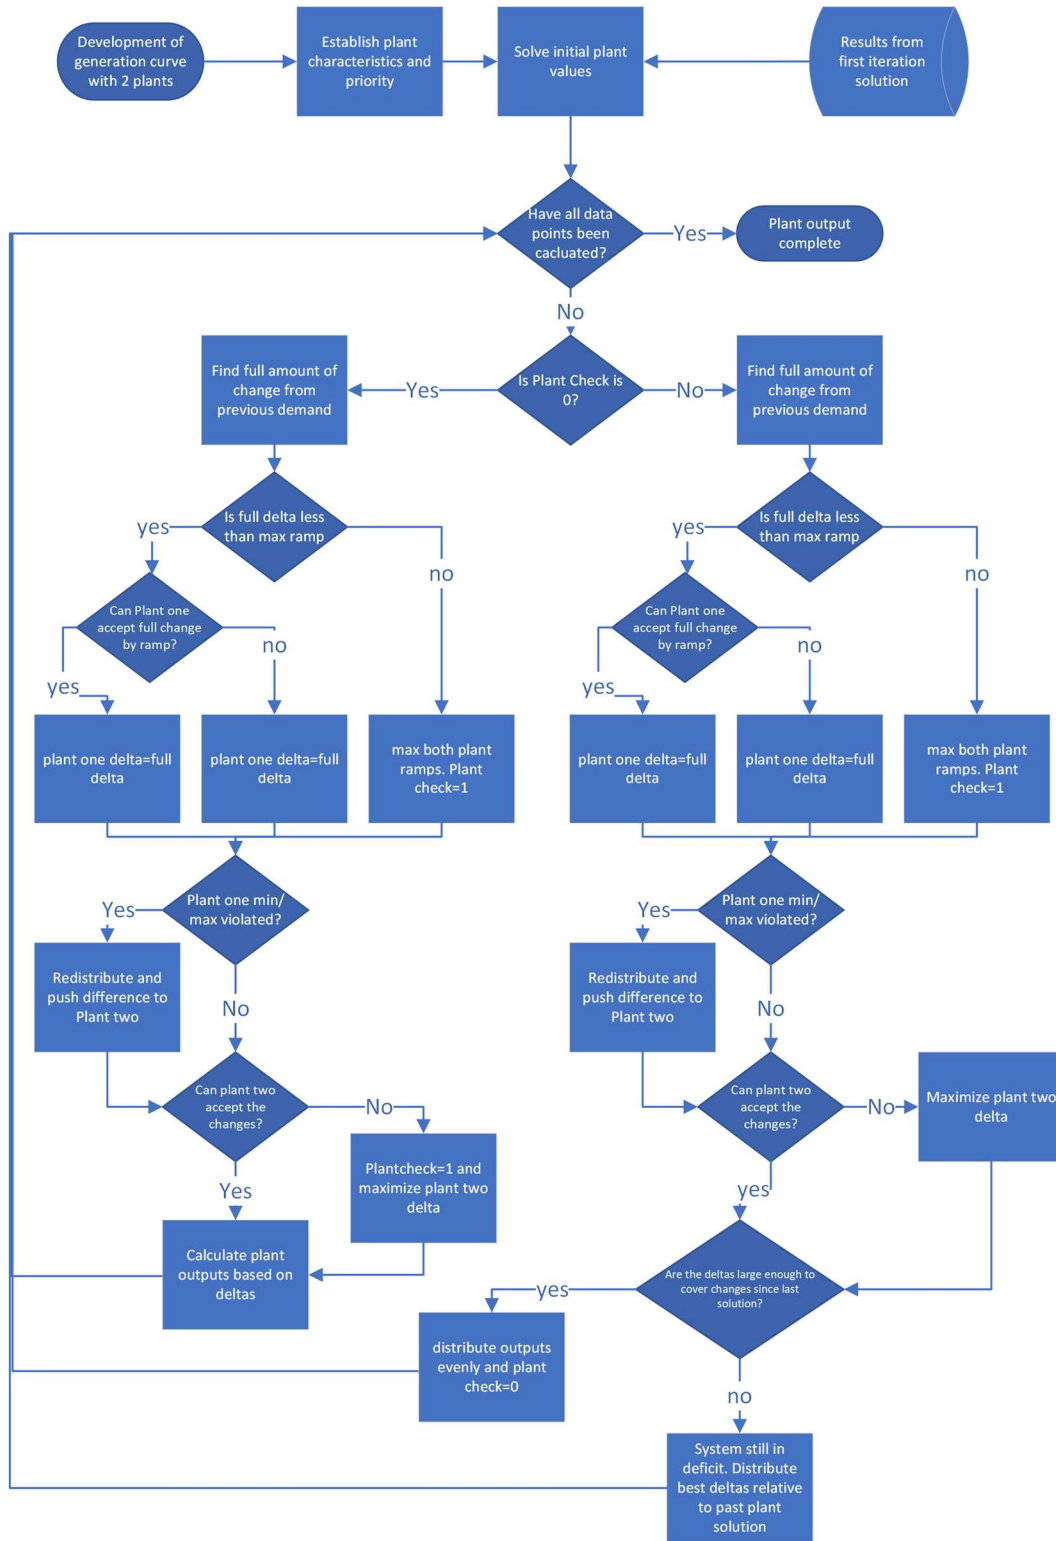 Development of
generation curve
with 2 plants
Establish plant
characteristics and
priority
Solve initial plant
values
Results from
first iteration
solution
Have all data
points been
cacluated?
Yes
Plant output
complete
No
Find full amount of
change from
previous demand
Yes
Is Plant Check is
0?
No
Find full amount of
change from
previous demand
yes
Is full delta less
than max ramp
no
Can Plant one
accept full change
by ramp?
yes
no
plant one delta=full
delta
plant one delta=full
delta
max both plant
ramps. Plant
check=1
yes
Is full delta less
than max ramp
no
Can Plant one
accept full change
by ramp?
yes
no
plant one delta=full
delta
plant one delta=full
delta
max both plant
ramps. Plant
check=1
Plant one min/
max violated?
Yes
Redistribute and
push difference to
Plant two
No
Can plant two
accept the
changes?
No
Plantcheck=1 and
maximize plant two
delta
Yes
Calculate plant
outputs based on
deltas
Plant one min/
max violated?
Yes
Redistribute and
push difference to
Plant two
No
Can plant two
accept the
changes?
No
Maximize plant two
delta
yes
Are the deltas large enough to
cover changes since last
solution?
yes
distribute outputs
evenly and plant
check=0
no
System still in
deficit. Distribute
best deltas relative
to past plant
solution